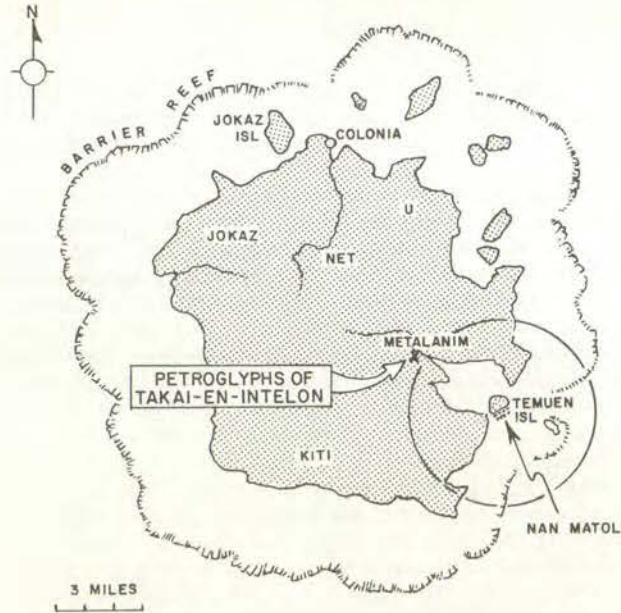 N
BARRIER REEF
JOKAZ
ISL
COLONIA
U
JOKAZ
NET
METALANIM
PETROGLYPHS OF
TAKAI-EN-INTELON
TEMUEN
ISL
KITI
NAN MATOL
3 MILES